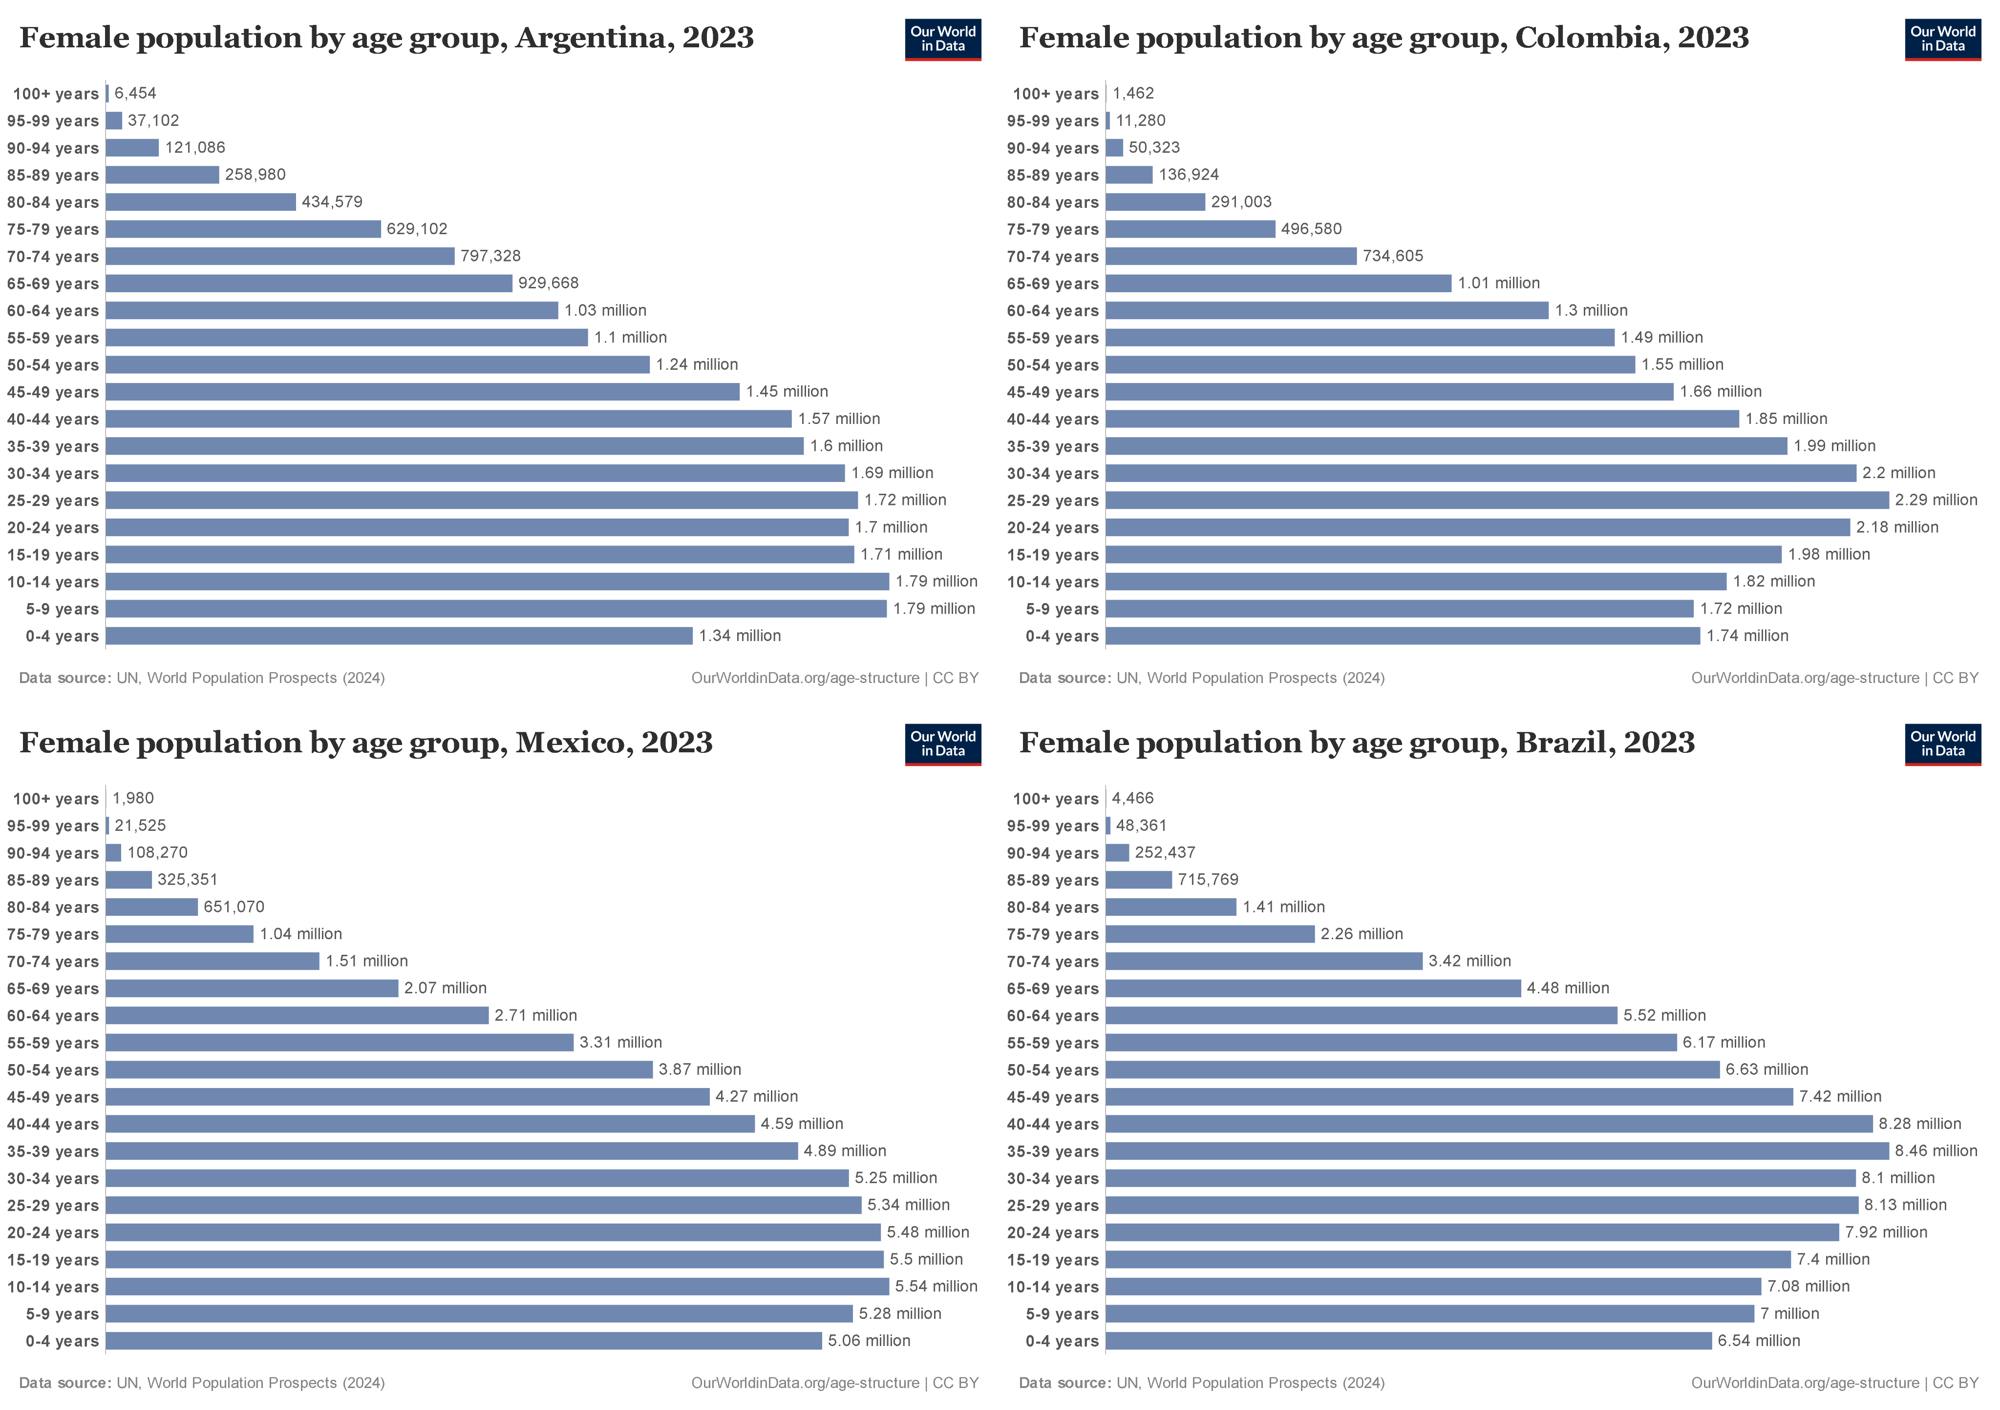 Female population by age group, Argentina, 2023
Our World
in Data
100+ years 6,454
95-99 years 37,102
90-94 years 121,086
85-89 years 258,980
80-84 years 434,579
75-79 years 629,102
70-74 years 797,328
65-69 years 929,668
60-64 years 1.03 million
55-59 years 1.1 million
50-54 years 1.24 million
45-49 years 1.45 million
40-44 years 1.57 million
35-39 years 1.6 million
30-34 years 1.69 million
25-29 years 1.72 million
20-24 years 1.7 million
15-19 years 1.71 million
10-14 years 1.79 million
5-9 years 1.79 million
0-4 years 1.34 million
Data source: UN, World Population Prospects (2024) OurWorldinData.org/age-structure | CC BY
Female population by age group, Colombia, 2023
Our World
in Data
100+ years 1,462
95-99 years 11,280
90-94 years 50,323
85-89 years 136,924
80-84 years 291,003
75-79 years 496,580
70-74 years 734,605
65-69 years 1.01 million
60-64 years 1.3 million
55-59 years 1.49 million
50-54 years 1.55 million
45-49 years 1.66 million
40-44 years 1.85 million
35-39 years 1.99 million
30-34 years 2.2 million
25-29 years 2.29 million
20-24 years 2.18 million
15-19 years 1.98 million
10-14 years 1.82 million
5-9 years 1.72 million
0-4 years 1.74 million
Data source: UN, World Population Prospects (2024) OurWorldinData.org/age-structure | CC BY
Female population by age group, Mexico, 2023
Our World
in Data
100+ years 1,980
95-99 years 21,525
90-94 years 108,270
85-89 years 325,351
80-84 years 651,070
75-79 years 1.04 million
70-74 years 1.51 million
65-69 years 2.07 million
60-64 years 2.71 million
55-59 years 3.31 million
50-54 years 3.87 million
45-49 years 4.27 million
40-44 years 4.59 million
35-39 years 4.89 million
30-34 years 5.25 million
25-29 years 5.34 million
20-24 years 5.48 million
15-19 years 5.5 million
10-14 years 5.54 million
5-9 years 5.28 million
0-4 years 5.06 million
Data source: UN, World Population Prospects (2024) OurWorldinData.org/age-structure | CC BY
Female population by age group, Brazil, 2023
Our World
in Data
100+ years 4,466
95-99 years 48,361
90-94 years 252,437
85-89 years 715,769
80-84 years 1.41 million
75-79 years 2.26 million
70-74 years 3.42 million
65-69 years 4.48 million
60-64 years 5.52 million
55-59 years 6.17 million
50-54 years 6.63 million
45-49 years 7.42 million
40-44 years 8.28 million
35-39 years 8.46 million
30-34 years 8.1 million
25-29 years 8.13 million
20-24 years 7.92 million
15-19 years 7.4 million
10-14 years 7.08 million
5-9 years 7 million
0-4 years 6.54 million
Data source: UN, World Population Prospects (2024) OurWorldinData.org/age-structure | CC BY